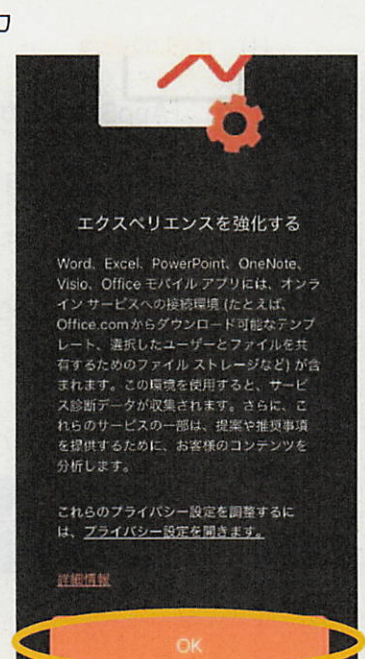 エクスペリエンスを強化する
Word、Excel、PowerPoint、OneNote、
Visio、Office モバイル アプリには、オンラ
イン サービスへの接続環境 (たとえば、
Office.comからダウンロード可能なテンプ
レート、選択したユーザーとファイルを共
有するためのファイル ストレージなど) が含
まれます。この環境を使用すると、サービ
ス診断データが収集されます。さらに、こ
れらのサービスの一部は、提案や推奨事項
を提供するために、お客様のコンテンツを
分析します。
これらのプライバシー設定を調整するに
は、プライバシー設定を開きます。
詳細情報
OK